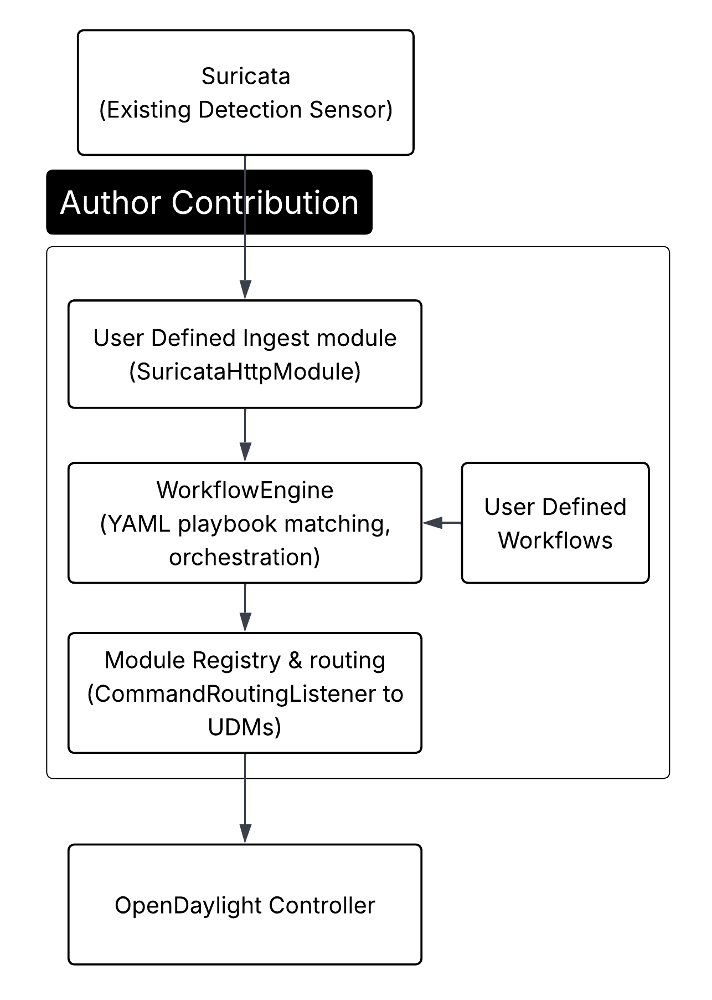 Suricata
(Existing Detection Sensor)
Author Contribution
User Defined Ingest module
(SuricataHttpModule)
WorkflowEngine
(YAML playbook matching,
orchestration)
User Defined
Workflows
Module Registry & routing
(CommandRoutingListener to
UDMs)
OpenDaylight Controller